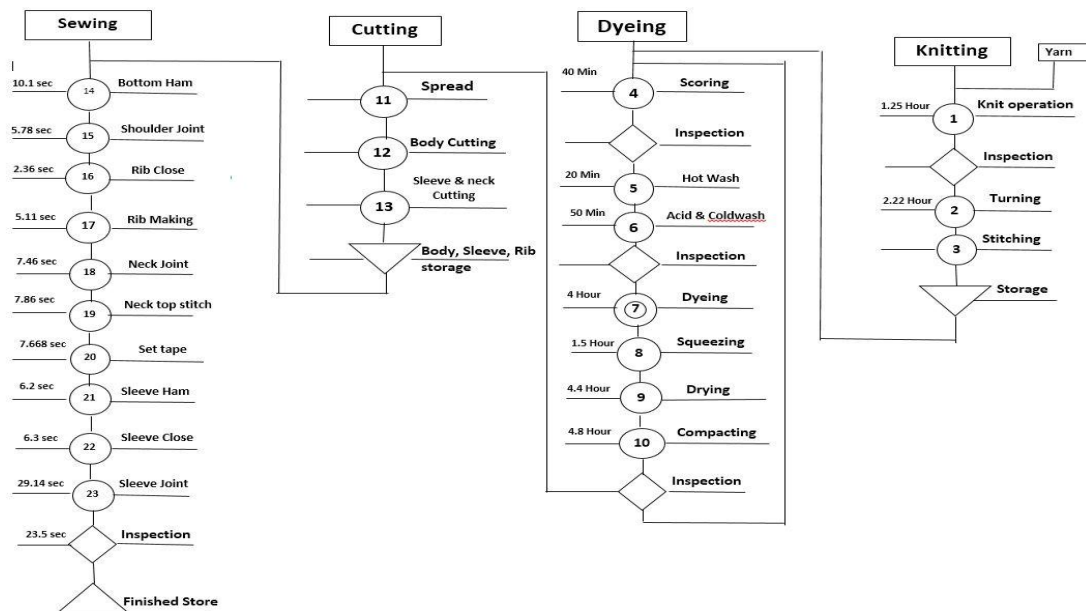 Sewing
10.1 sec 14 Bottom Ham
5.78 sec 15 Shoulder Joint
2.36 sec 16 Rib Close
5.11 sec 17 Rib Making
7.46 sec 18 Neck Joint
7.86 sec 19 Neck top stitch
7.668 sec 20 Set tape
6.2 sec 21 Sleeve Ham
6.3 sec 22 Sleeve Close
29.14 sec 23 Sleeve Joint
23.5 sec Inspection
Finished Store
Cutting
11 Spread
12 Body Cutting
Sleeve & neck
13 Cutting
Body, Sleeve, Rib
storage
Dyeing
40 Min 4 Scoring
Inspection
20 Min 5 Hot Wash
50 Min 6 Acid & Coldwash
Inspection
4 Hour 7 Dyeing
1.5 Hour 8 Squeezing
4.4 Hour 9 Drying
4.8 Hour 10 Compacting
Inspection
Knitting
Yarn
1.25 Hour 1 Knit operation
Inspection
2.22 Hour 2 Turning
3 Stitching
Storage